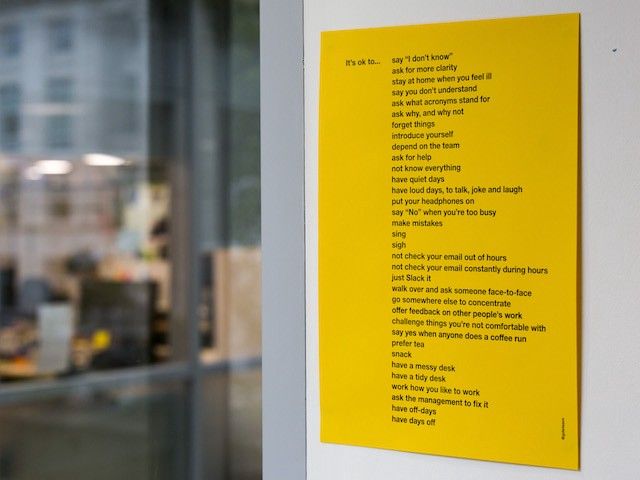 It's ok to... say "I don't know"
ask for more clarity
stay at home when you feel ill
say you don't understand
ask what acronyms stand for
ask why, and why not
forget things
introduce yourself
depend on the team
ask for help
not know everything
have quiet days
have loud days, to talk, joke and laugh
put your headphones on
say "No" when you're too busy
make mistakes
sing
sigh
not check your email out of hours
not check your email constantly during hours
just Slack it
walk over and ask someone face-to-face
go somewhere else to concentrate
offer feedback on other people's work
challenge things you're not comfortable with
say yes when anyone does a coffee run
prefer tea
snack
have a messy desk
have a tidy desk
work how you like to work
ask the management to fix it
have off-days
have days off